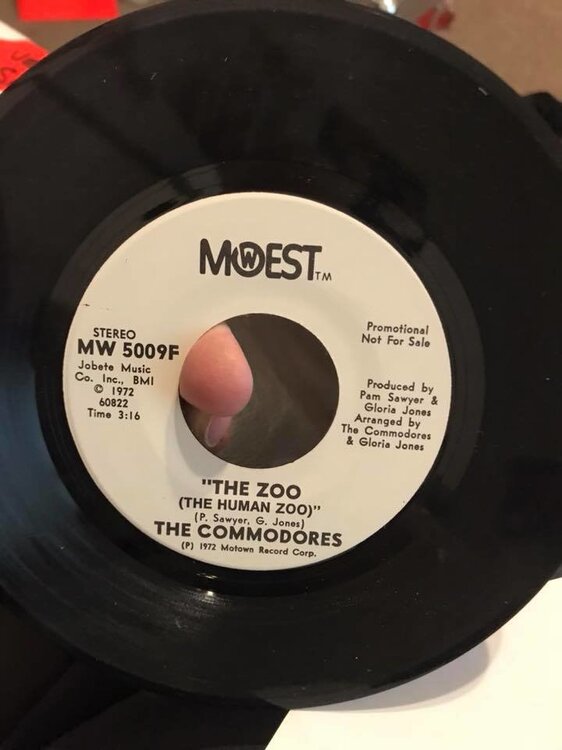 MOWEST TM
STEREO
MW 5009F
Jobete Music
Co. Inc., BMI
© 1972
60822
Time 3:16
Promotional
Not For Sale
Produced by
Pam Sawyer &
Gloria Jones
Arranged by
The Commodores
& Gloria Jones
"THE ZOO
(THE HUMAN ZOO)"
(P. Sawyer, G. Jones)
THE COMMODORES
(P) 1972 Motown Record Corp.